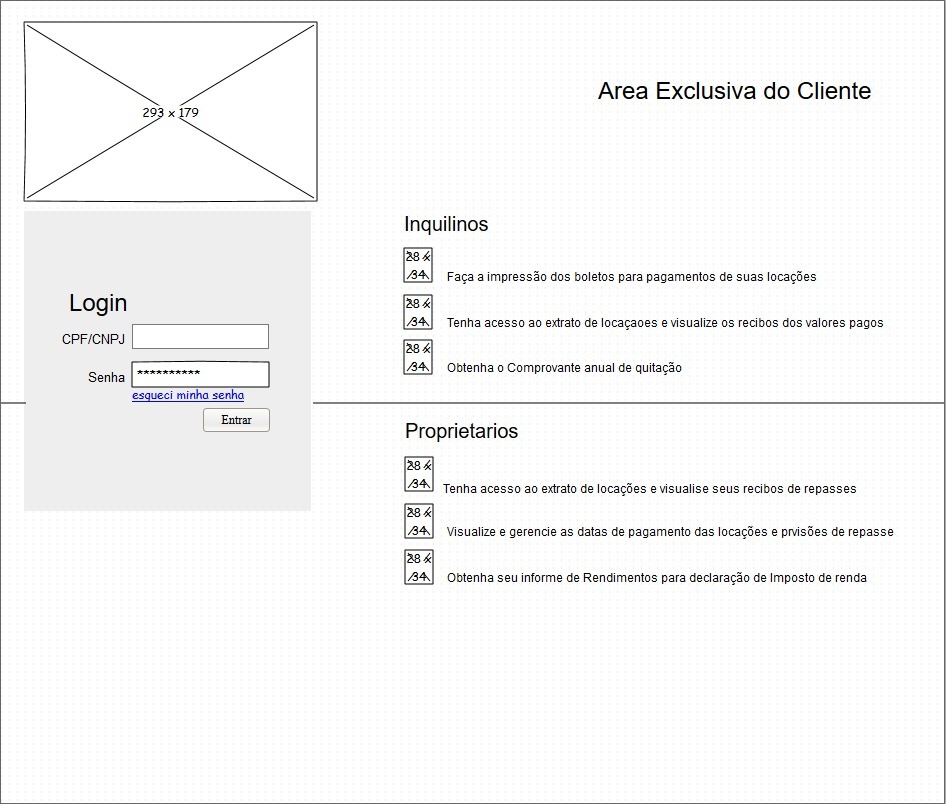 293 x 179
Area Exclusiva do Cliente
Login
CPF/CNPJ
Senha
**********
esqueci minha senha
Entrar
Inquilinos
28 x
34
Faça a impressão dos boletos para pagamentos de suas locações
28 x
34
Tenha acesso ao extrato de locaçaoes e visualize os recibos dos valores pagos
28 x
34
Obtenha o Comprovante anual de quitação
Proprietarios
28 x
34
Tenha acesso ao extrato de locações e visualise seus recibos de repasses
28 x
34
Visualize e gerencie as datas de pagamento das locações e prvisões de repasse
28 x
34
Obtenha seu informe de Rendimentos para declaração de Imposto de renda